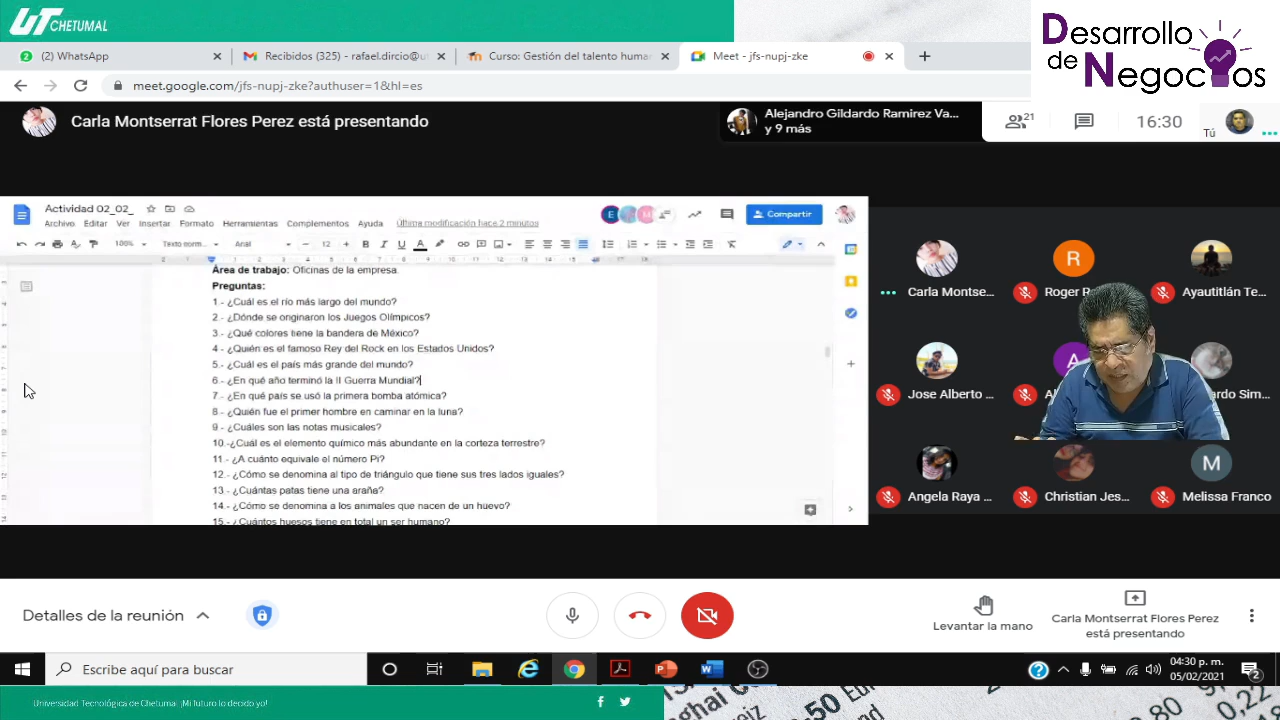 UT CHETUMAL
Desarrollo
de Negocios
(2) WhatsApp
Recibidos (325) - rafael.dircio@ut
Curso: Gestión del talento human
Meet - jfs-nupj-zke
meet.google.com/jfs-nupj-zke?authuser=1&hl=es
Carla Montserrat Flores Perez está presentando
Alejandro Gildardo Ramirez Va...
y 9 más
21
16:30
Tú
Actividad 02_02_
Archivo Editar Ver Insertar Formato Herramientas Complementos Ayuda Última modificación hace 2 minutos
Compartir
100% Texto norm... Arial 12
Área de trabajo: Oficinas de la empresa
Preguntas:
1.- ¿Cuál es el río más largo del mundo?
2.- ¿Dónde se originaron los Juegos Olímpicos?
3.- ¿Qué colores tiene la bandera de México?
4.- ¿Quién es el famoso Rey del Rock en los Estados Unidos?
5.- ¿Cuál es el país más grande del mundo?
6.- ¿En qué año terminó la II Guerra Mundial?
7.- ¿En qué país se usó la primera bomba atómica?
8.- ¿Quién fue el primer hombre en caminar en la luna?
9.- ¿Cuáles son las notas musicales?
10.-¿Cuál es el elemento químico más abundante en la corteza terrestre?
11.- ¿A cuánto equivale el número Pi?
12.- ¿Cómo se denomina al tipo de triángulo que tiene sus tres lados iguales?
13.- ¿Cuántas patas tiene una araña?
14.- ¿Cómo se denomina a los animales que nacen de un huevo?
15.- ¿Cuántos huesos tiene en total un ser humano?
Carla Montse...
R
Roger R
Ayautitlán Te...
Jose Alberto ...
A
Al
rdo Sim...
Angela Raya ...
Christian Jes...
M
Melissa Franco
Detalles de la reunión
Levantar la mano
Carla Montserrat Flores Perez
está presentando
Escribe aquí para buscar
04:30 p. m.
05/02/2021
Universidad Tecnológica de Chetumal ¡Mi futuro lo decido yo!